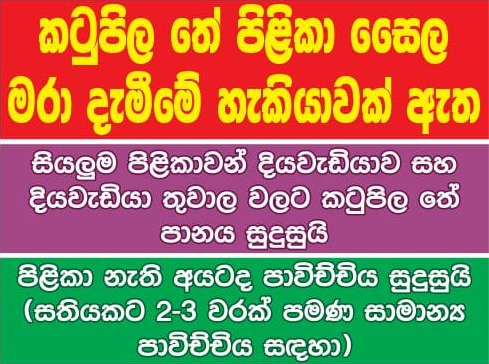 කටුපිල තේ පිළිකා සෛල
මරා දැමීමේ හැකියාවක් ඇත
සියලුම පිළිකාවන් දියවැඩියාව සහ
දියවැඩියා තුවාල වලට කටුපිල තේ
පානය සුදුසුයි
පිළිකා නැති අයටද පාවිච්චිය සුදුසුයි
(සතියකට 2-3 වරක් පමණ සාමාන්‍ය
පාවිච්චිය සඳහා)